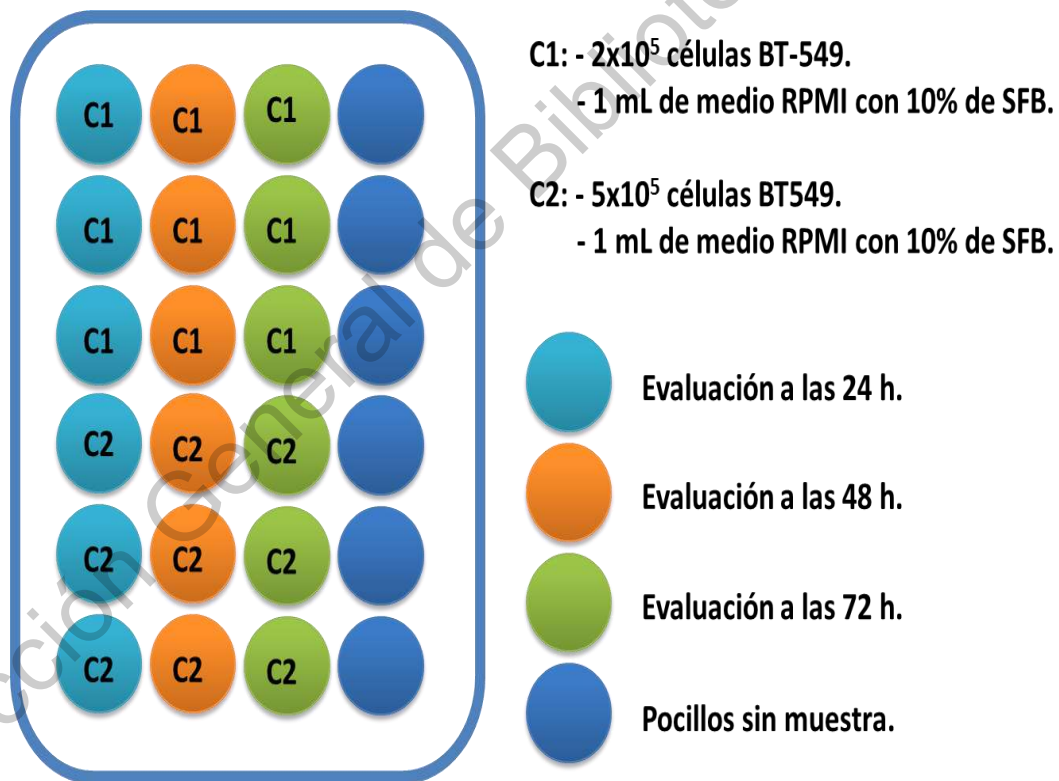 C1: - 2x10⁵ células BT-549.
- 1 mL de medio RPMI con 10% de SFB.
C2: - 5x10⁵ células BT549.
- 1 mL de medio RPMI con 10% de SFB.
C1 C1 C1
C1 C1 C1
C1 C1 C1
C2 C2 C2
C2 C2 C2
C2 C2 C2
Evaluación a las 24 h.
Evaluación a las 48 h.
Evaluación a las 72 h.
Pocillos sin muestra.
General de